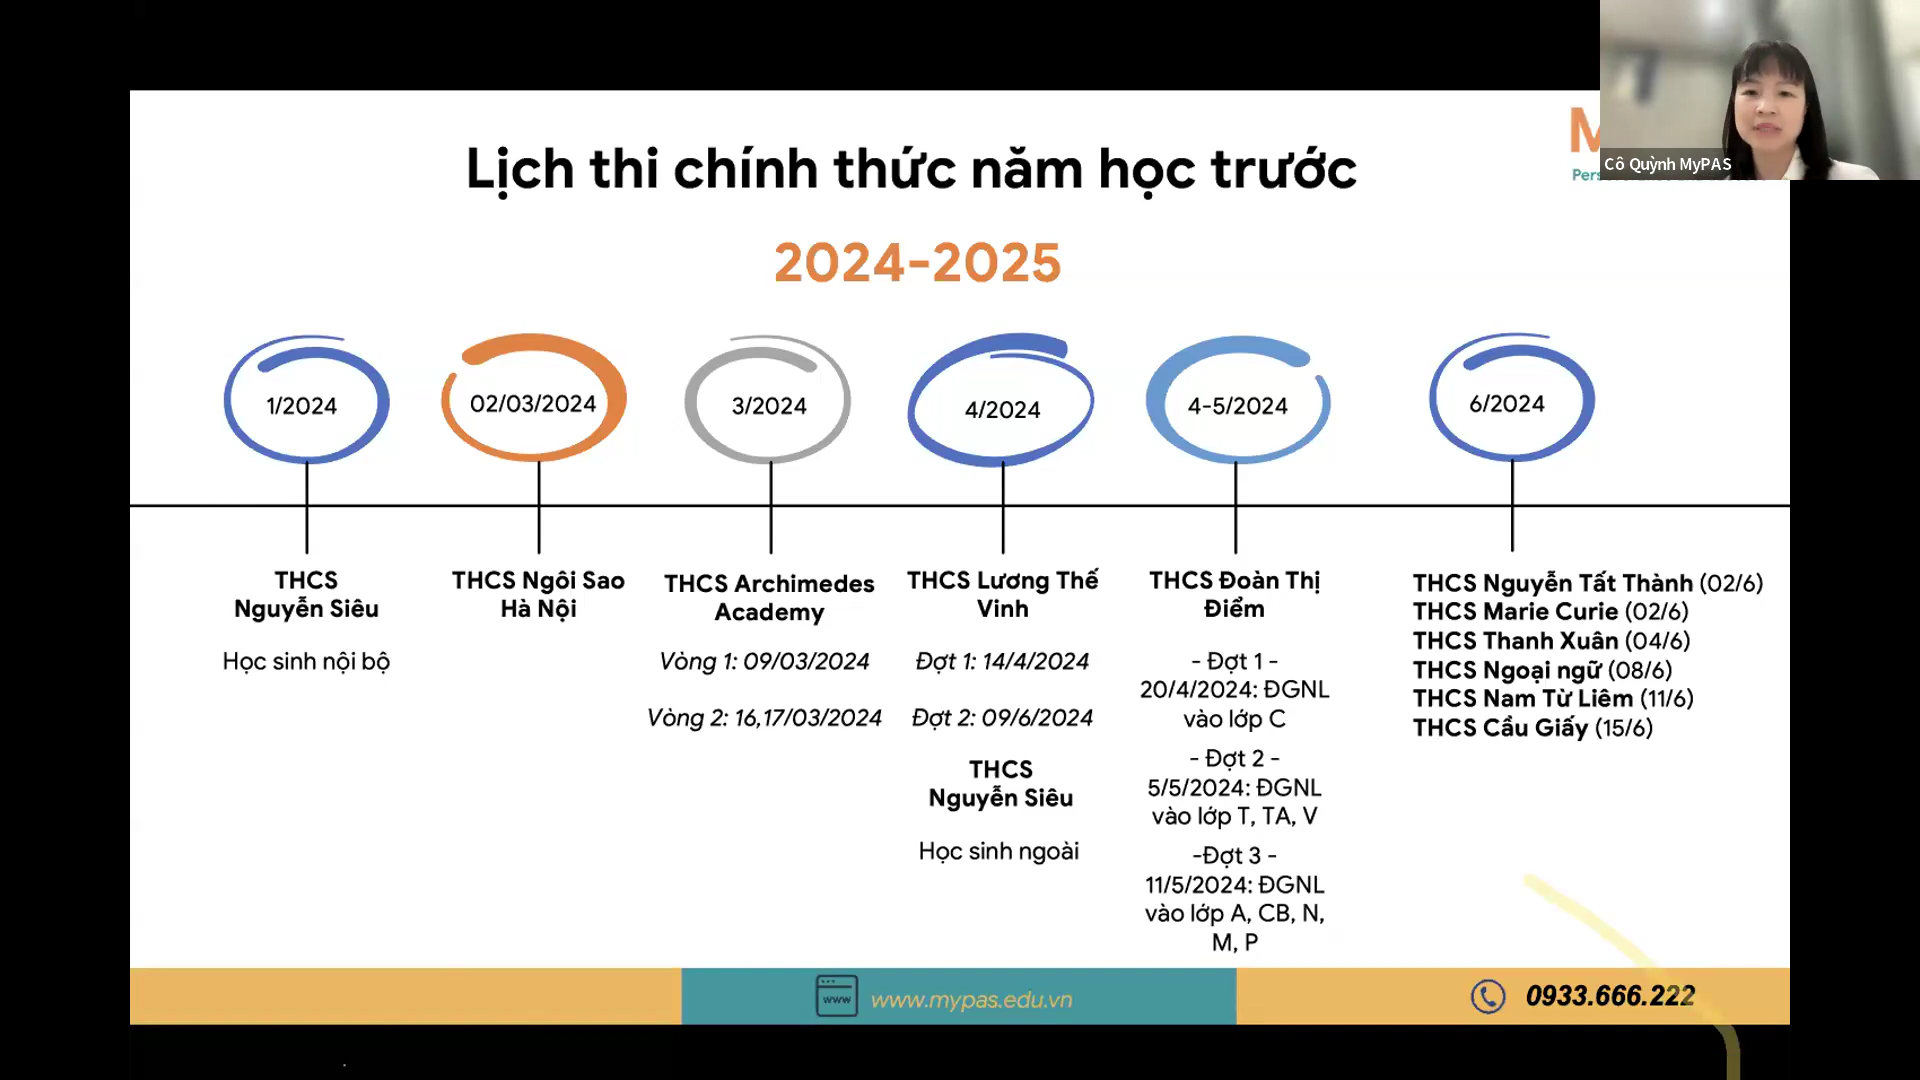 Lịch thi chính thức năm học trước
Cô Quỳnh MyPAS
2024-2025
1/2024
02/03/2024
3/2024
4/2024
4-5/2024
6/2024
THCS
Nguyễn Siêu
Học sinh nội bộ
THCS Ngôi Sao
Hà Nội
THCS Archimedes
Academy
Vòng 1: 09/03/2024
Vòng 2: 16,17/03/2024
THCS Lương Thế
Vinh
Đợt 1: 14/4/2024
Đợt 2: 09/6/2024
THCS
Nguyễn Siêu
Học sinh ngoài
THCS Đoàn Thị
Điểm
- Đợt 1 -
20/4/2024: ĐGNL
vào lớp C
- Đợt 2 -
5/5/2024: ĐGNL
vào lớp T, TA, V
-Đợt 3 -
11/5/2024: ĐGNL
vào lớp A, CB, N,
M, P
THCS Nguyễn Tất Thành (02/6)
THCS Marie Curie (02/6)
THCS Thanh Xuân (04/6)
THCS Ngoại ngữ (08/6)
THCS Nam Từ Liêm (11/6)
THCS Cầu Giấy (15/6)
www
www.mypas.edu.vn
0933.666.222